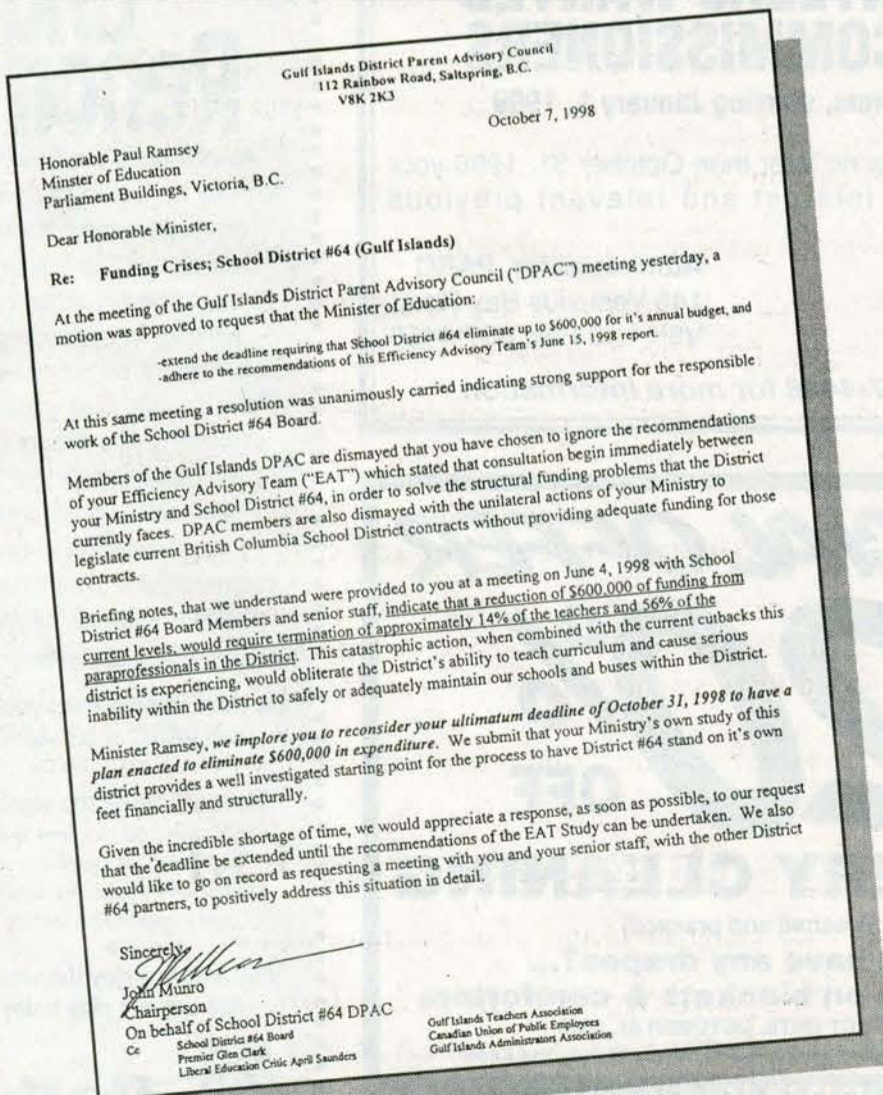 Gulf Islands District Parent Advisory Council
112 Rainbow Road, Saltspring, B.C.
V8K 2K3
October 7, 1998
Honorable Paul Ramsey
Minster of Education
Parliament Buildings, Victoria, B.C.
Dear Honorable Minister,
Re: Funding Crises; School District #64 (Gulf Islands)
At the meeting of the Gulf Islands District Parent Advisory Council ("DPAC") meeting yesterday, a
motion was approved to request that the Minister of Education:
-extend the deadline requiring that School District #64 eliminate up to $600,000 for it's annual budget, and
-adhere to the recommendations of his Efficiency Advisory Team's June 15, 1998 report.
At this same meeting a resolution was unanimously carried indicating strong support for the responsible
work of the School District #64 Board.
Members of the Gulf Islands DPAC are dismayed that you have chosen to ignore the recommendations
of your Efficiency Advisory Team ("EAT") which stated that consultation begin immediately between
your Ministry and School District #64, in order to solve the structural funding problems that the District
currently faces. DPAC members are also dismayed with the unilateral actions of your Ministry to
legislate current British Columbia School District contracts without providing adequate funding for those
contracts.
Briefing notes, that we understand were provided to you at a meeting on June 4, 1998 with School
District #64 Board Members and senior staff, indicate that a reduction of $600,000 of funding from
current levels, would require termination of approximately 14% of the teachers and 56% of the
paraprofessionals in the District. This catastrophic action, when combined with the current cutbacks this
district is experiencing, would obliterate the District's ability to teach curriculum and cause serious
inability within the District to safely or adequately maintain our schools and buses within the District.
Minister Ramsey, we implore you to reconsider your ultimatum deadline of October 31, 1998 to have a
plan enacted to eliminate $600,000 in expenditure. We submit that your Ministry's own study of this
district provides a well investigated starting point for the process to have District #64 stand on it's own
feet financially and structurally.
Given the incredible shortage of time, we would appreciate a response, as soon as possible, to our request
that the deadline be extended until the recommendations of the EAT Study can be undertaken. We also
would like to go on record as requesting a meeting with you and your senior staff, with the other District
#64 partners, to positively address this situation in detail.
Sincerely,
John Munro
Chairperson
On behalf of School District #64 DPAC
Cc School District #64 Board
Premier Glen Clark
Liberal Education Critic April Saunders
Gulf Islands Teachers Association
Canadian Union of Public Employees
Gulf Islands Administrators Association